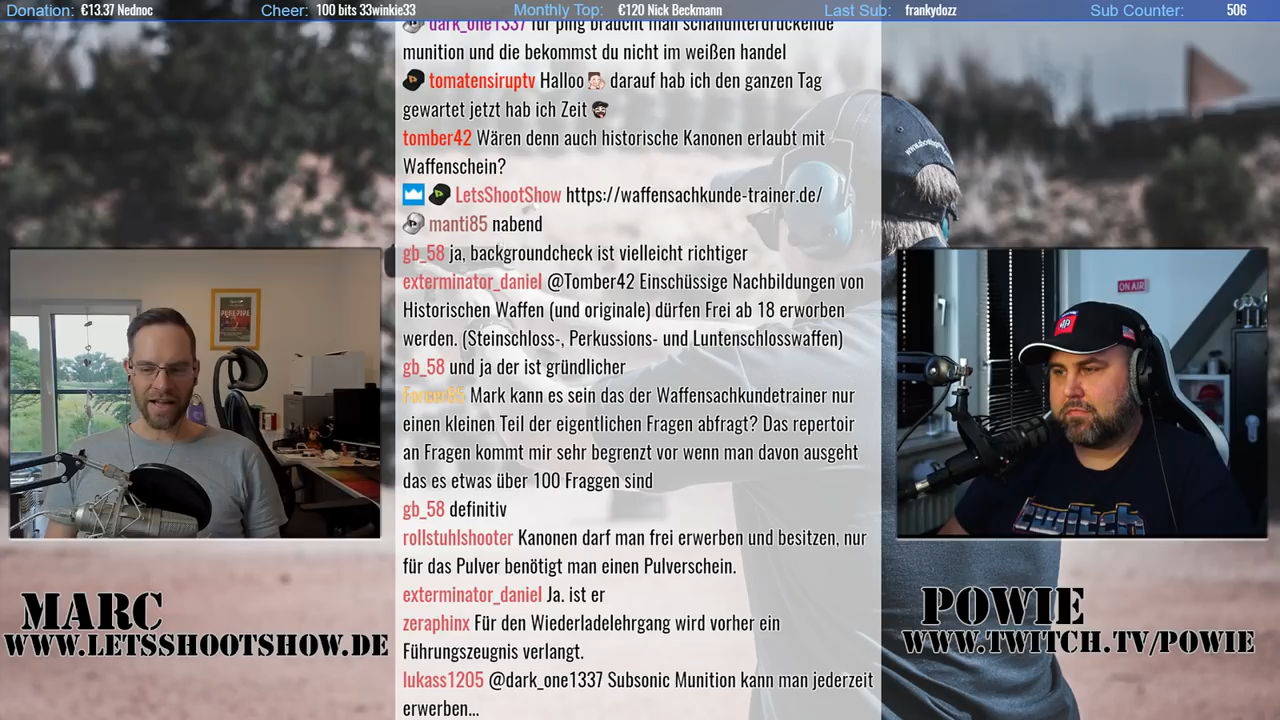 Donation: €13.37 Nednoc Cheer: 100 bits 33winkie33 Monthly Top: €120 Nick Beckmann Last Sub: frankydozz Sub Counter: 506
dark_one1337 für ping braucht man schallunterdrückende
munition und die bekommst du nicht im weißen handel
tomatensiruptv Halloo darauf hab ich den ganzen Tag
gewartet jetzt hab ich Zeit
tomber42 Wären denn auch historische Kanonen erlaubt mit
Waffenschein?
LetsShootShow https://waffensachkunde-trainer.de/
manti85 nabend
gb_58 ja, backgroundcheck ist vielleicht richtiger
exterminator_daniel @Tomber42 Einschüssige Nachbildungen von
Historischen Waffen (und originale) dürfen Frei ab 18 erworben
werden. (Steinschloss-, Perkussions- und Luntenschlosswaffen)
gb_58 und ja der ist gründlicher
Forcer85 Mark kann es sein das der Waffensachkundetrainer nur
einen kleinen Teil der eigentlichen Fragen abfragt? Das repertoir
an Fragen kommt mir sehr begrenzt vor wenn man davon ausgeht
das es etwas über 100 Fraggen sind
gb_58 definitiv
rollstuhlshooter Kanonen darf man frei erwerben und besitzen, nur
für das Pulver benötigt man einen Pulverschein.
exterminator_daniel Ja. ist er
zeraphinx Für den Wiederladelehrgang wird vorher ein
Führungszeugnis verlangt.
lukass1205 @dark_one1337 Subsonic Munition kann man jederzeit
erwerben...
ON AIR
twitch
MARC
WWW.LETSSHOOTSHOW.DE
POWIE
WWW.TWITCH.TV/POWIE